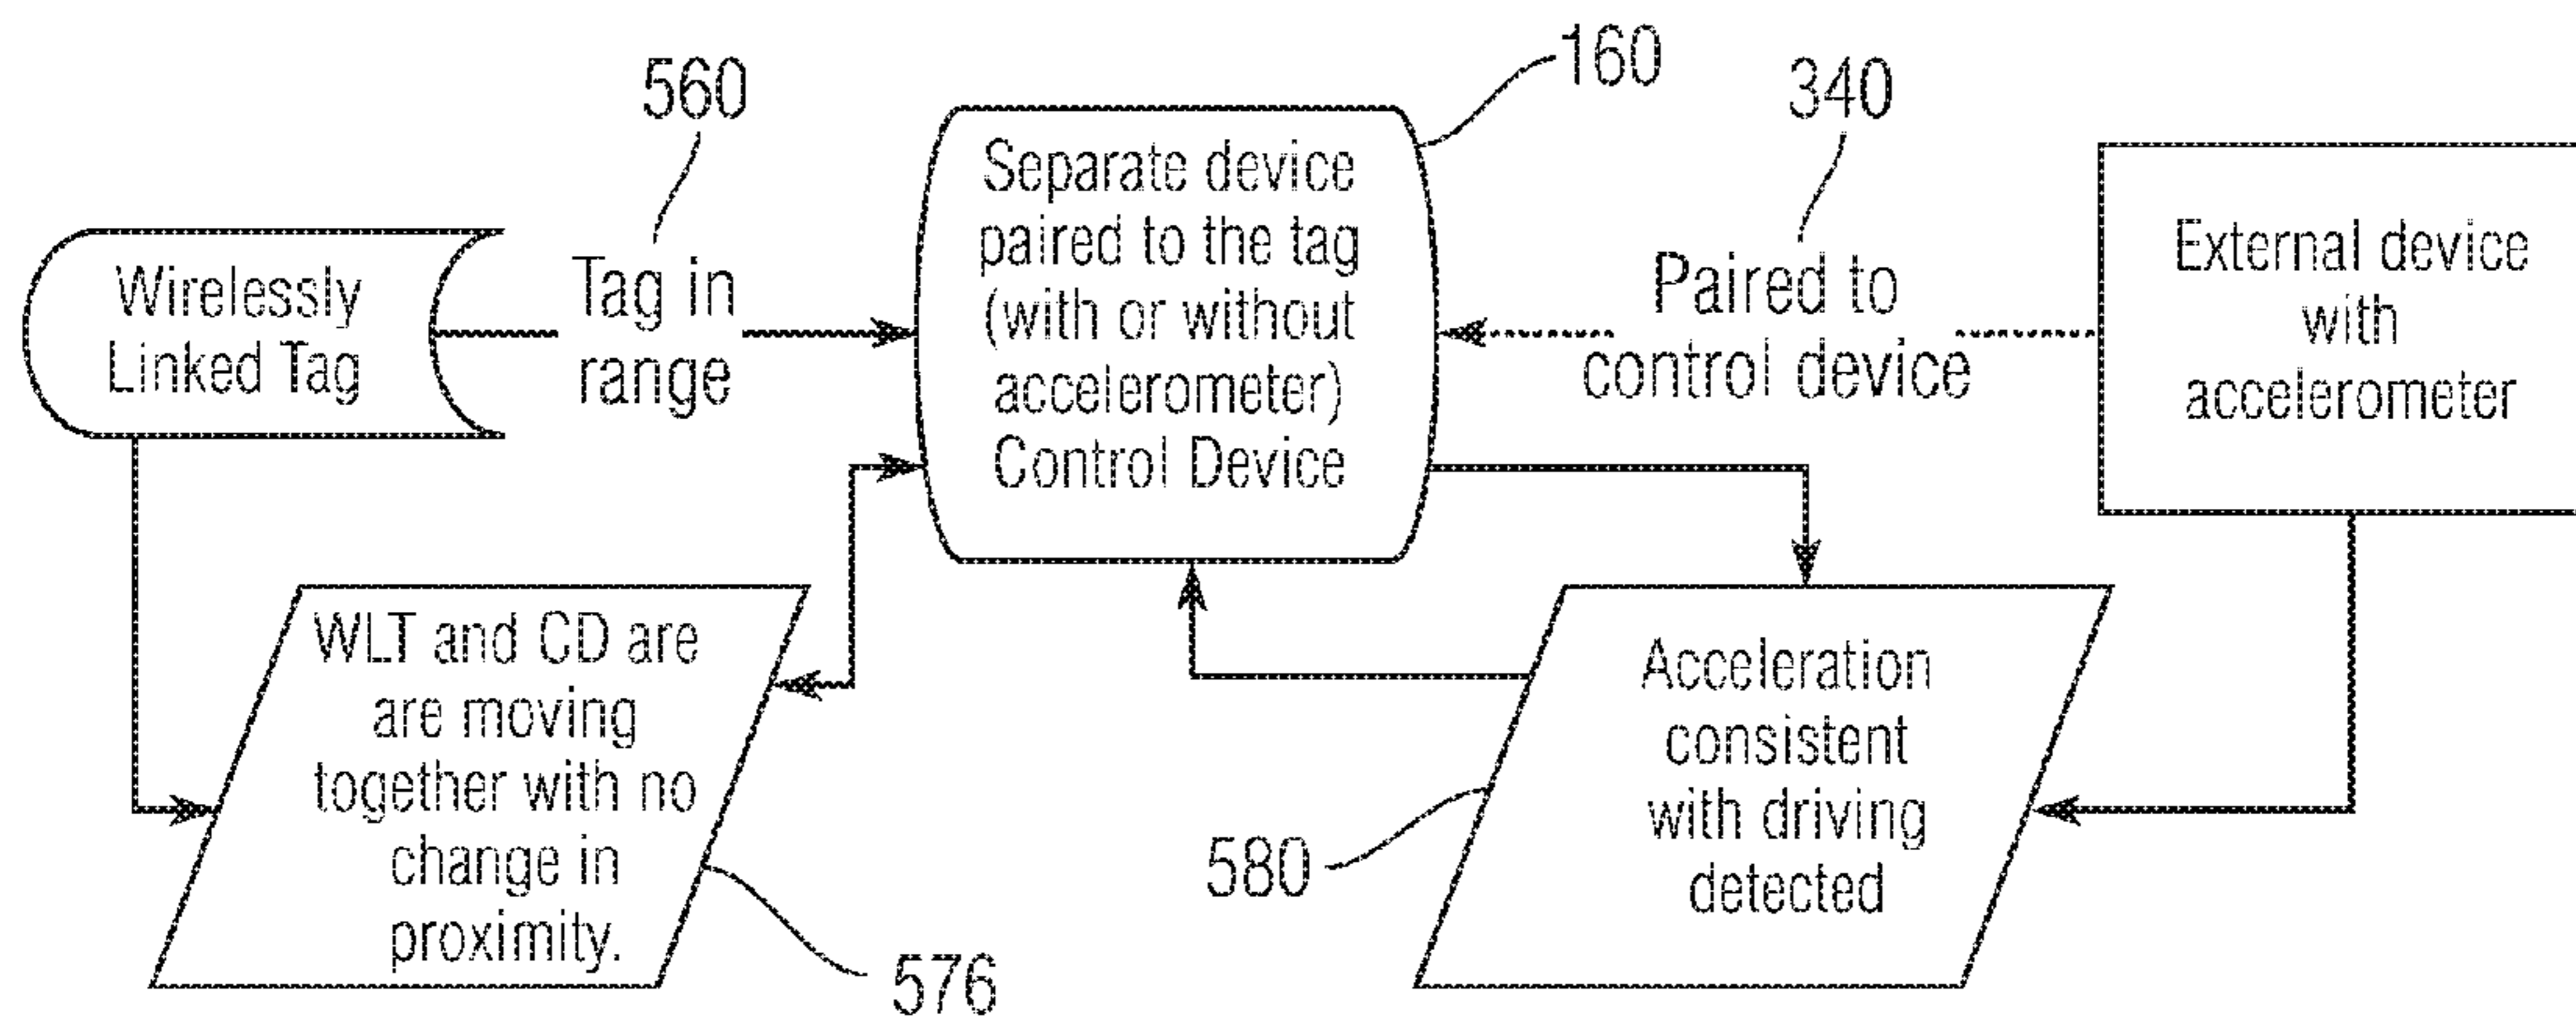 560
160
340
Wirelessly
Linked Tag
Tag in
range
Separate device
paired to the tag
(with or without
accelerometer)
Control Device
Paired to
control device
External device
with
accelerometer
WLT and CD are
are moving
together with no
change in
proximity.
576
Acceleration
consistent
with driving
detected
580